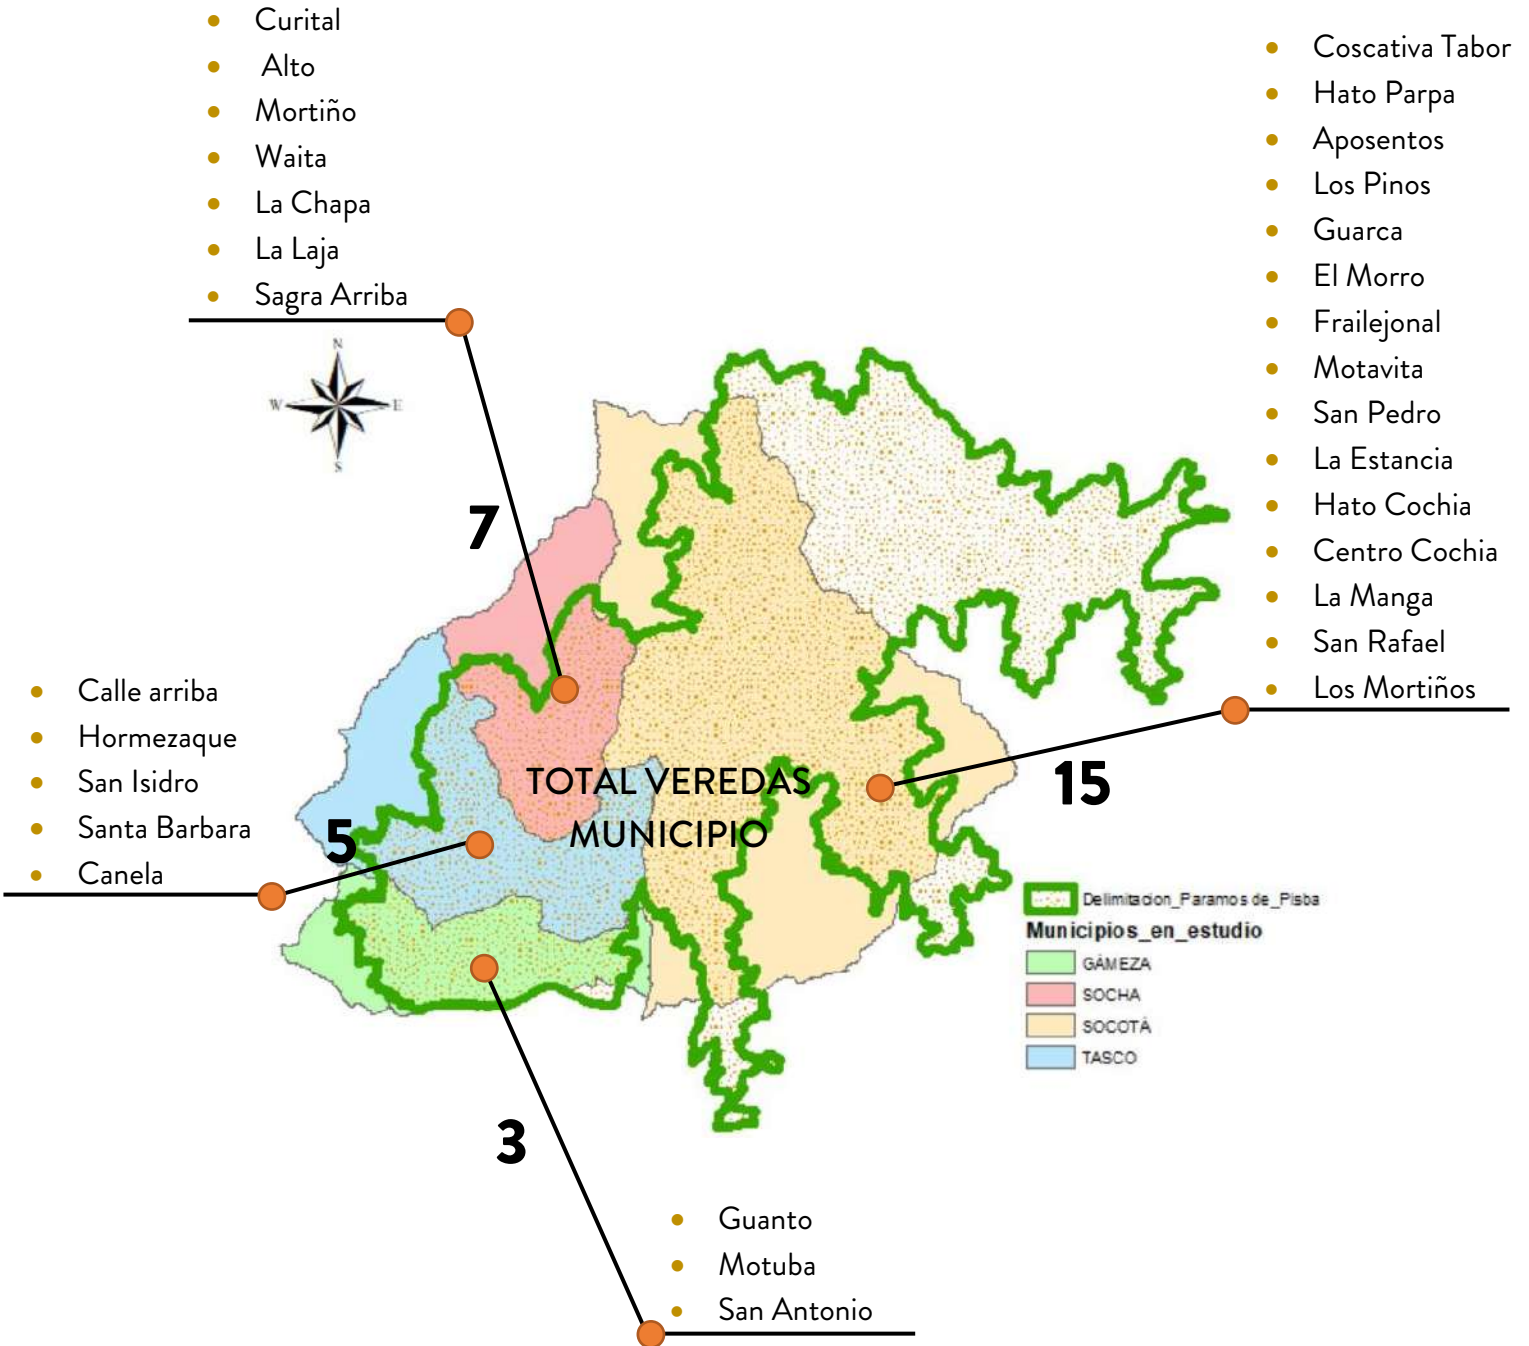 Curital
Alto
Mortiño
Waita
La Chapa
La Laja
Sagra Arriba
Coscativa Tabor
Hato Parpa
Aposentos
Los Pinos
Guarca
El Morro
Frailejonal
Motavita
San Pedro
La Estancia
Hato Cochia
Centro Cochia
La Manga
San Rafael
Los Mortiños
N
W
E
S
7
Calle arriba
Hormezaque
San Isidro
Santa Barbara
Canela
5
TOTAL VEREDAS
MUNICIPIO
15
Delimitacion_Paramos de_Pisba
Municipios_en_estudio
GÁMEZA
SOCHA
SOCOTÁ
TASCO
3
Guanto
Motuba
San Antonio